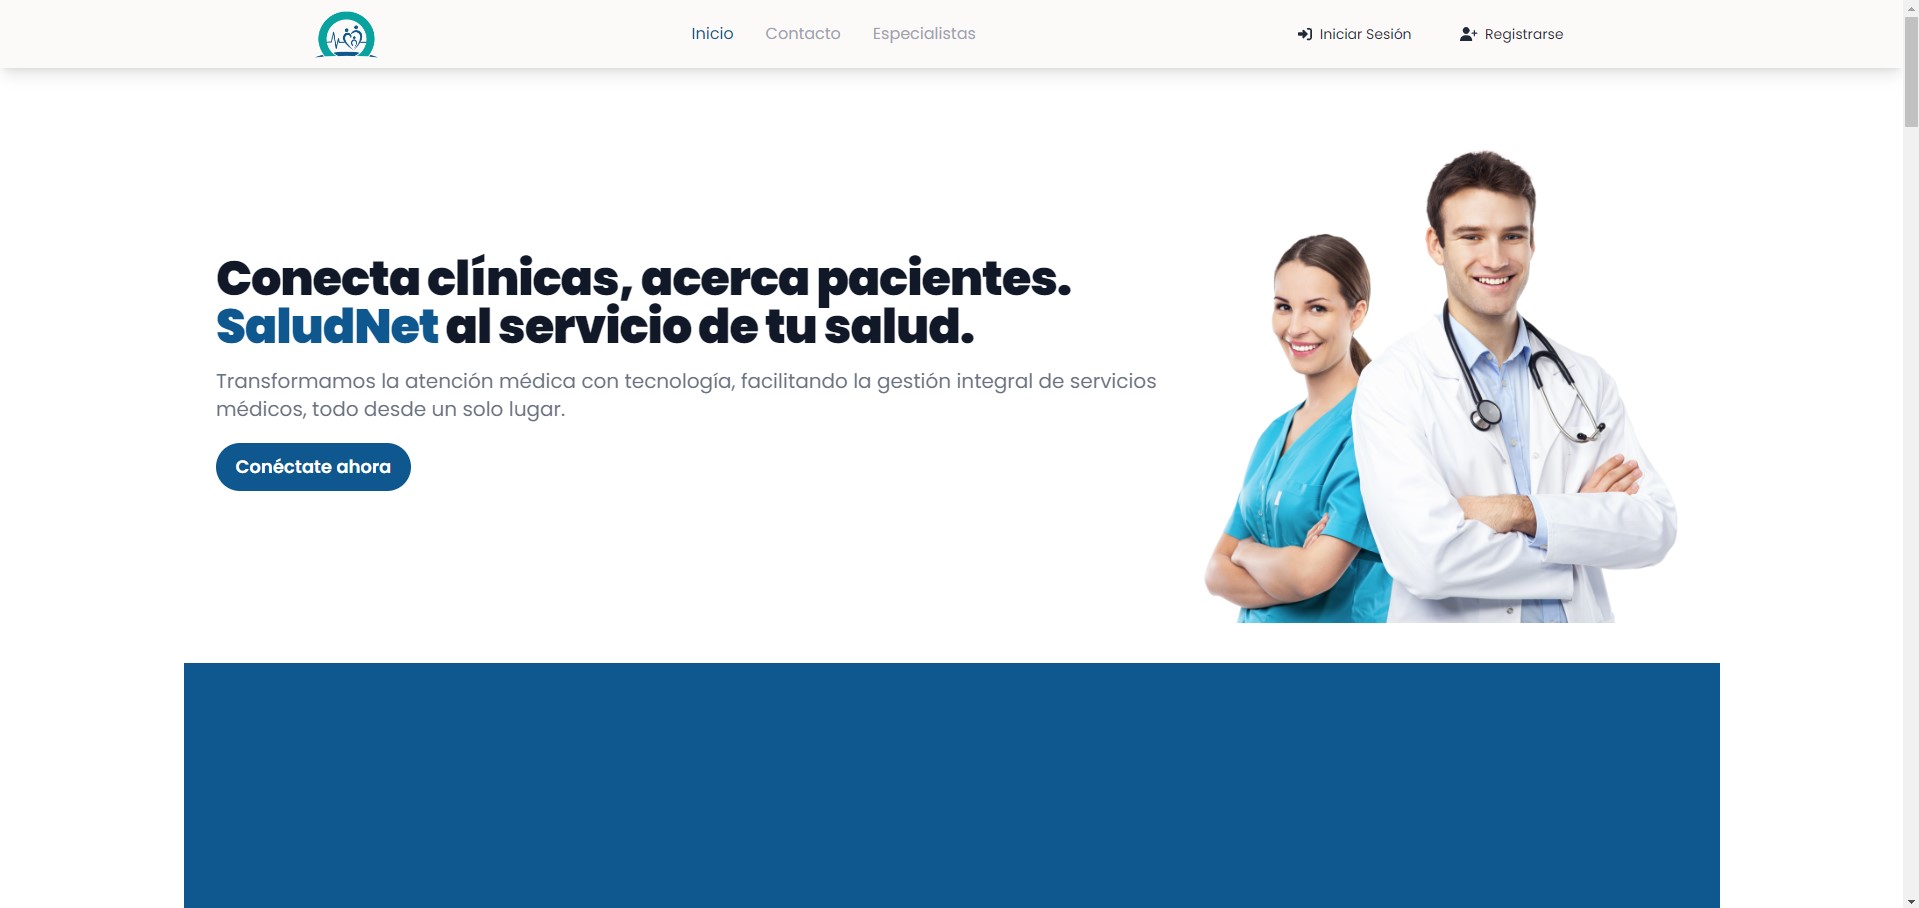 Inicio
Contacto
Especialistas
Iniciar Sesión
Registrarse
Conecta clínicas, acerca pacientes.
SaludNet al servicio de tu salud.
Transformamos la atención médica con tecnología, facilitando la gestión integral de servicios
médicos, todo desde un solo lugar.
Conéctate ahora